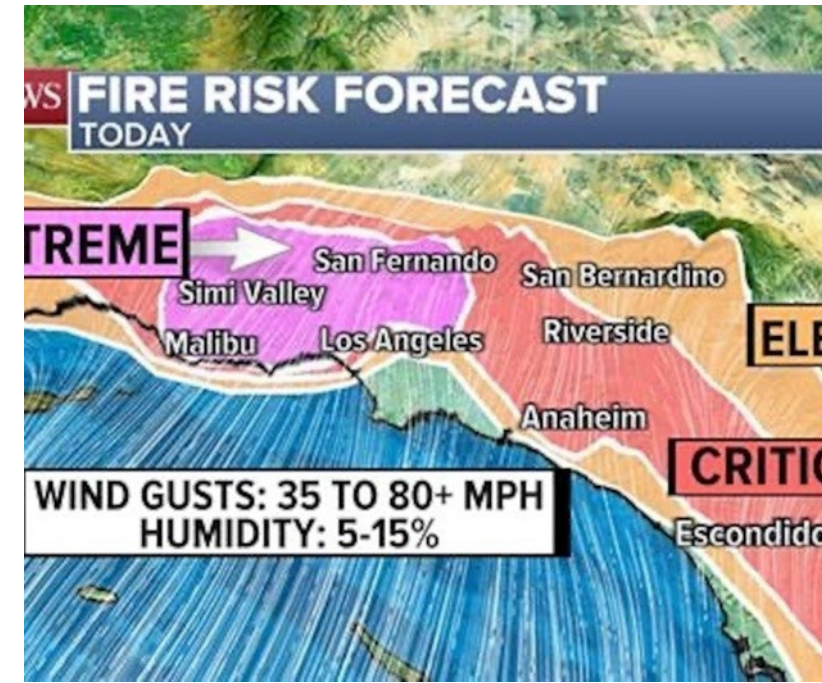 WS
FIRE RISK FORECAST
TODAY
TREME
San Fernando
San Bernardino
Simi Valley
Malibu
Los Angeles
Riverside
ELE
Anaheim
CRITIC
WIND GUSTS: 35 TO 80+ MPH
HUMIDITY: 5-15%
Escondido